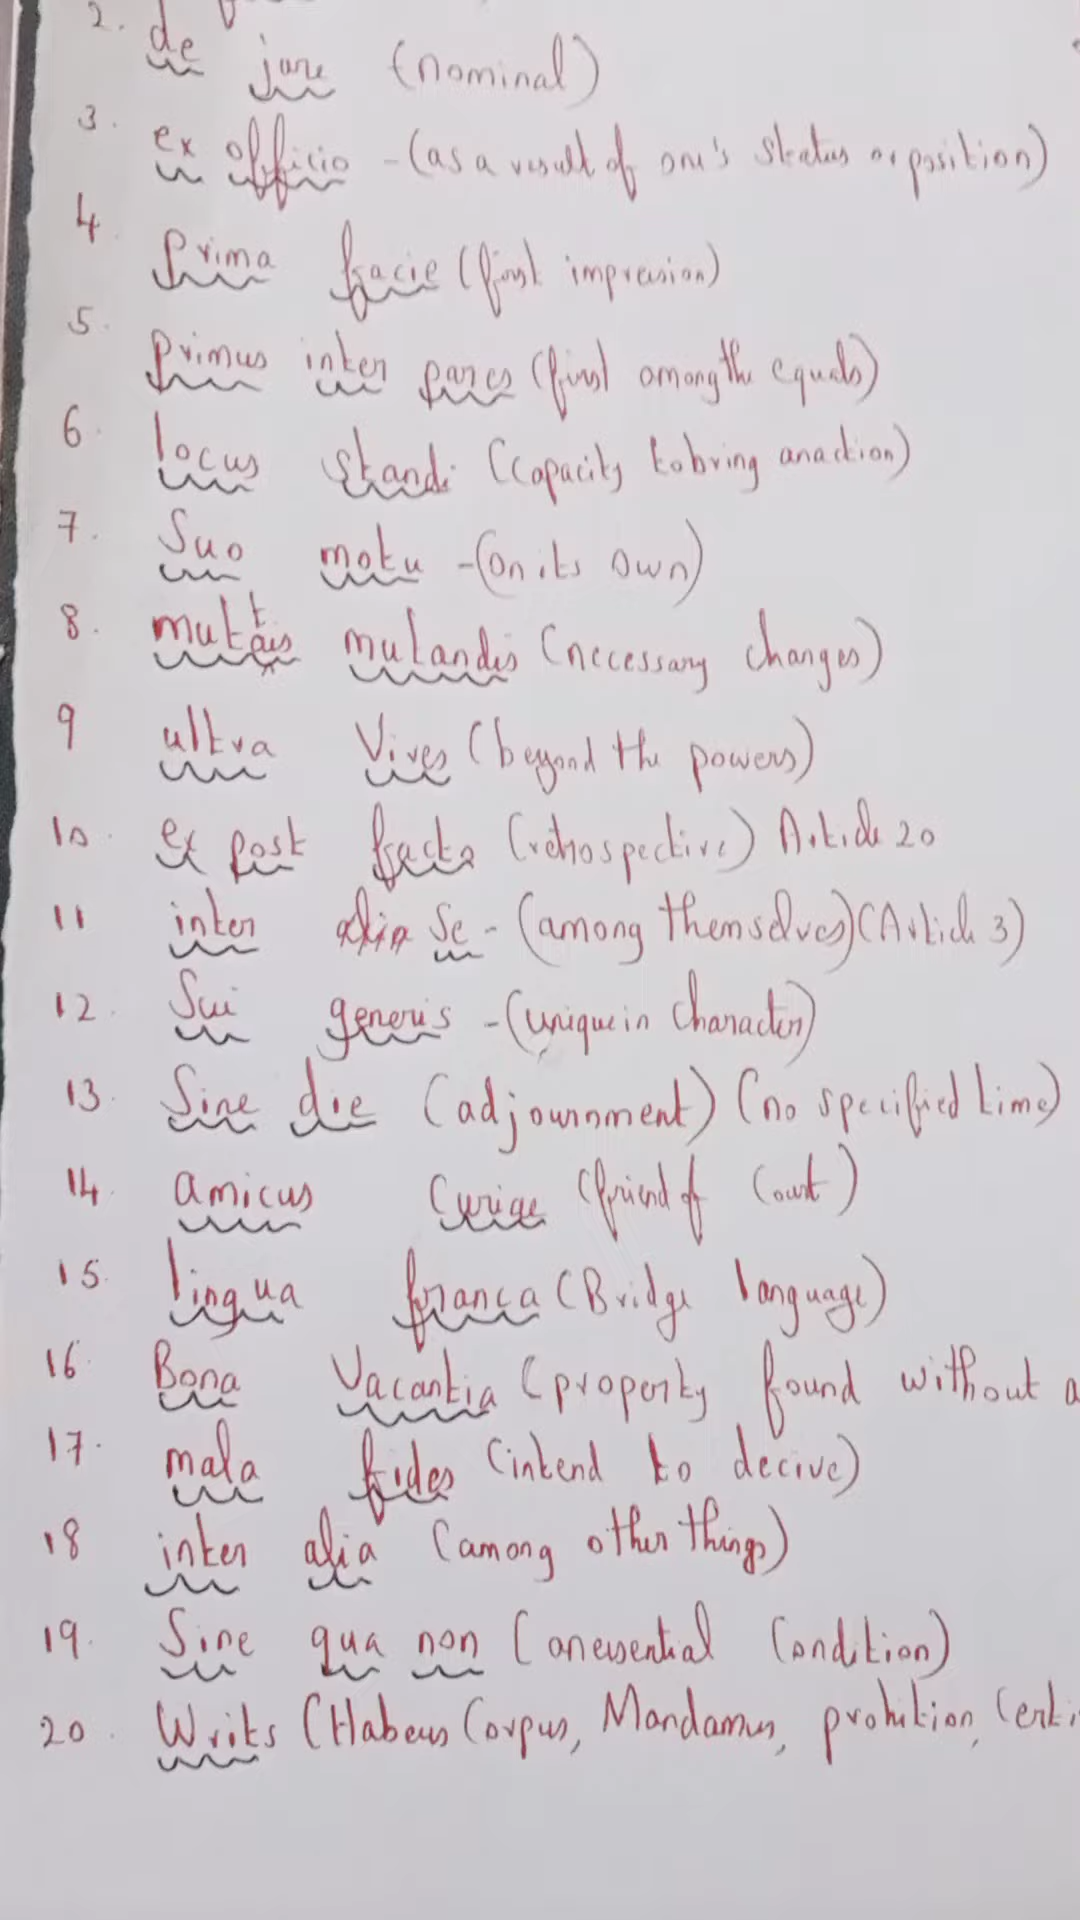 2. de jure (nominal)
3. ex officio - (as a result of one's status or position)
4 prima facie (first impression)
5. primus inter pares (first among the equals)
6. locus standi (capacity to bring an action)
7. Suo motu - (on its own)
8. mutatis mutandis (necessary changes)
9 ultra Vires (beyond the powers)
10. ex post facto (retrospective) Article 20
11 inter alia Se - (among themselves) (Article 3)
12. Sui generis - (unique in character)
13. Sine die (adjournment) (no specified time)
14. amicus Curiae (friend of Court)
15. lingua franca (Bridge language)
16. Bona Vacantia (property found without a
17. mala fides (intend to decive)
18 inter alia (among other things)
19. Sine qua non (an essential Condition)
20. Writs (Habeus Corpus, Mandamus, prohition, Certi